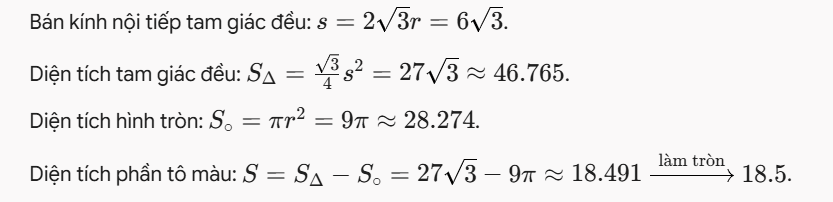 Bán kính nội tiếp tam giác đều: $s = 2\sqrt{3}r = 6\sqrt{3}$.
Diện tích tam giác đều: $S_{\Delta} = \frac{\sqrt{3}}{4}s^2 = 27\sqrt{3} \approx 46.765$.
Diện tích hình tròn: $S_{\circ} = \pi r^2 = 9\pi \approx 28.274$.
Diện tích phần tô màu: $S = S_{\Delta} - S_{\circ} = 27\sqrt{3} - 9\pi \approx 18.491 \xrightarrow{\text{làm tròn}} 18.5$.